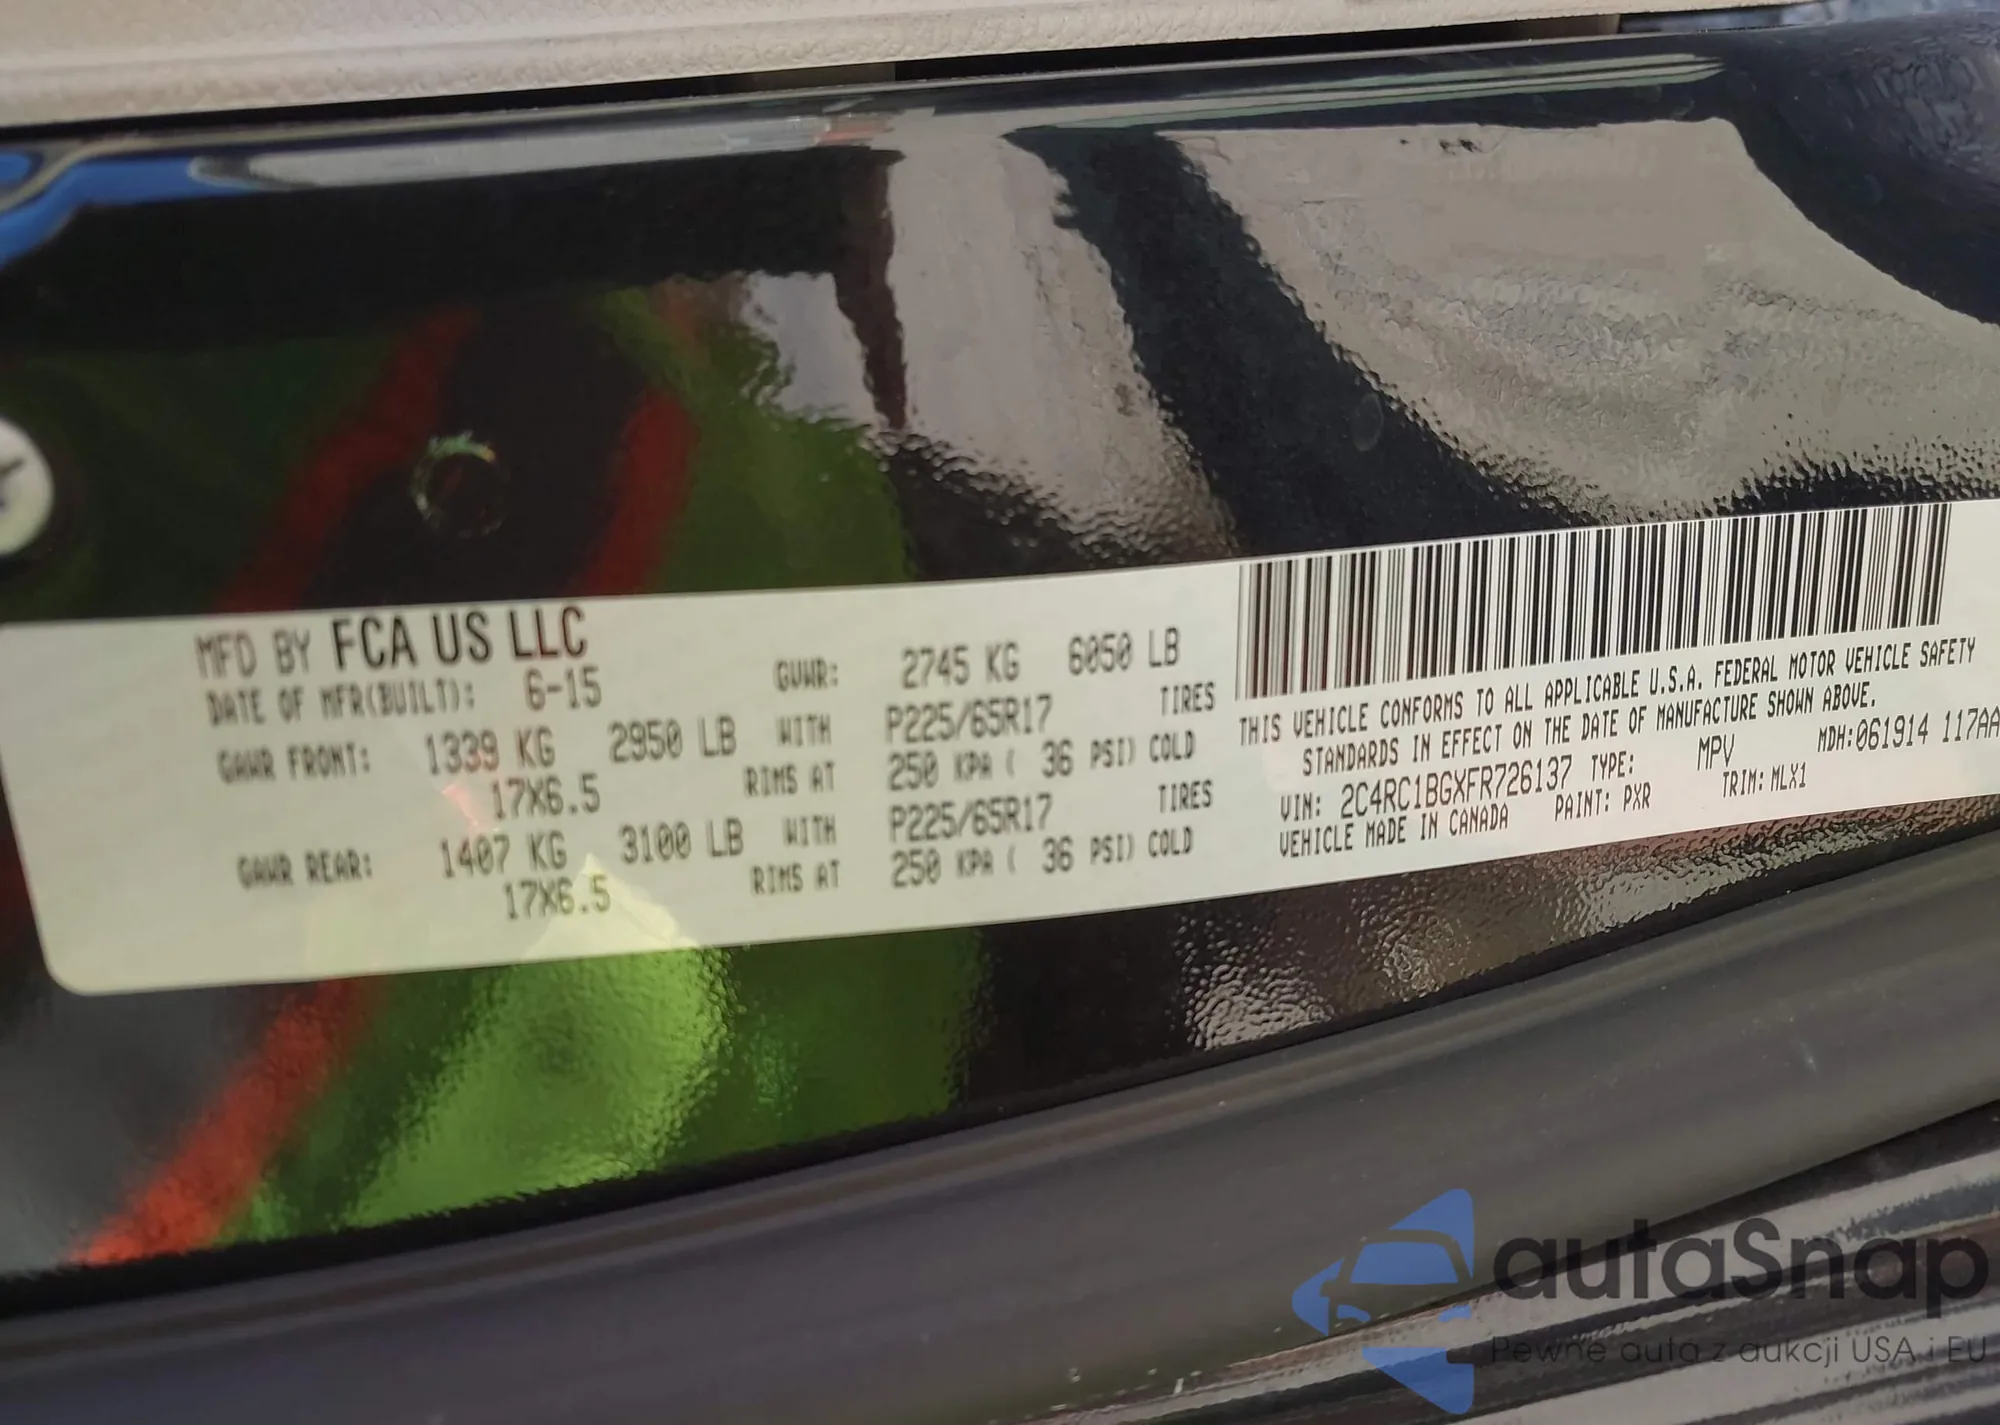 MFD BY FCA US LLC
DATE OF MFR(BUILT): 6-15 GVWR: 2745 KG 6050 LB
GAWR FRONT: 1339 KG 2950 LB WITH P225/65R17 TIRES
17X6.5 RIMS AT 250 KPA ( 36 PSI) COLD
GAWR REAR: 1407 KG 3100 LB WITH P225/65R17 TIRES
17X6.5 RIMS AT 250 KPA ( 36 PSI) COLD
THIS VEHICLE CONFORMS TO ALL APPLICABLE U.S.A. FEDERAL MOTOR VEHICLE SAFETY
STANDARDS IN EFFECT ON THE DATE OF MANUFACTURE SHOWN ABOVE.
VIN: 2C4RC1BGXFR726137 TYPE: MPV MDH:061914 117AA
VEHICLE MADE IN CANADA PAINT: PXR TRIM: MLX1
autaSnap
Pewne auta z aukcji USA i EU